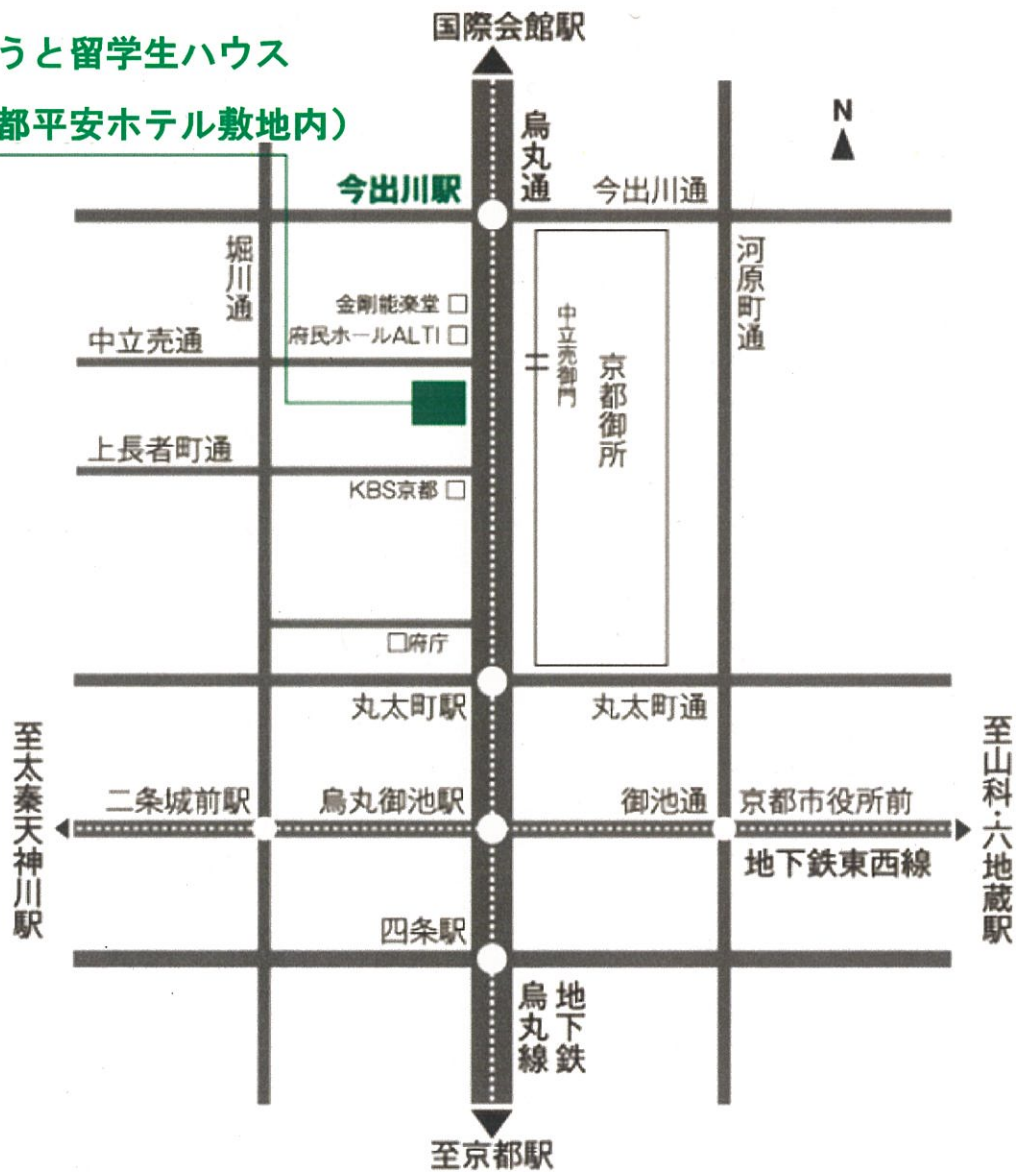 国際会館駅
うと留学生ハウス
都平安ホテル敷地内）
N
烏丸通
今出川駅
今出川通
堀川通
河原町通
金剛能楽堂
府民ホールALTI
中立売通
中立売御門
京都御所
上長者町通
KBS京都
府庁
丸太町駅
丸太町通
至太秦天神川駅
二条城前駅
烏丸御池駅
御池通
京都市役所前
至山科・六地蔵駅
地下鉄東西線
四条駅
地下鉄
烏丸線
至京都駅